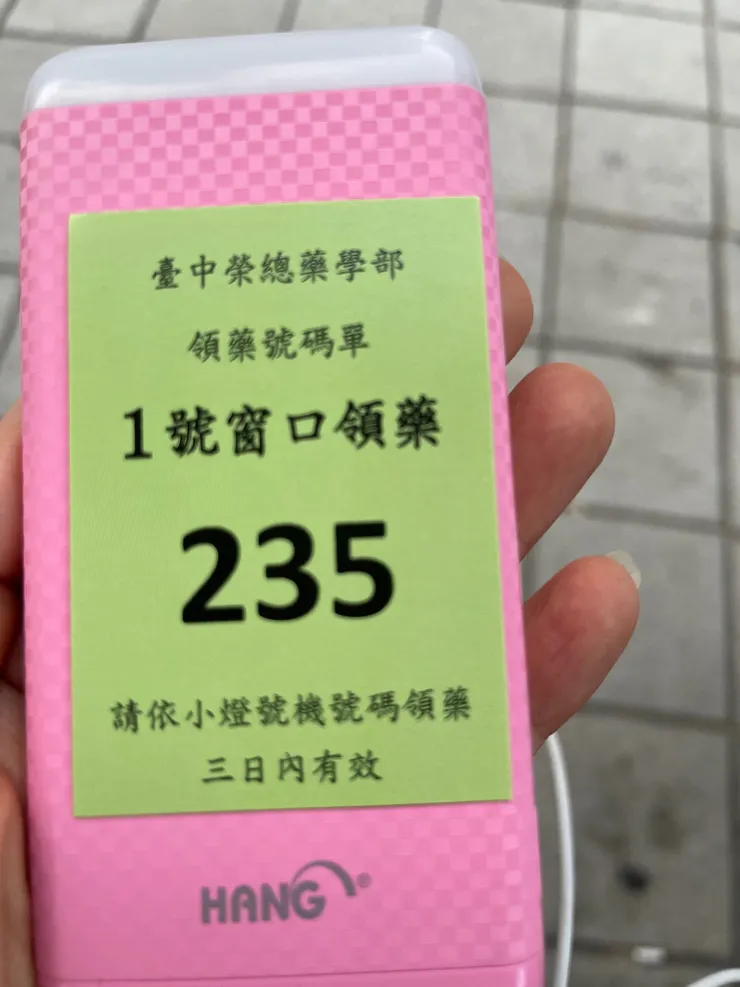 臺中榮總藥學部
領藥號碼單
1號窗口領藥
235
請依小燈號機號碼領藥
三日內有效
HANG®